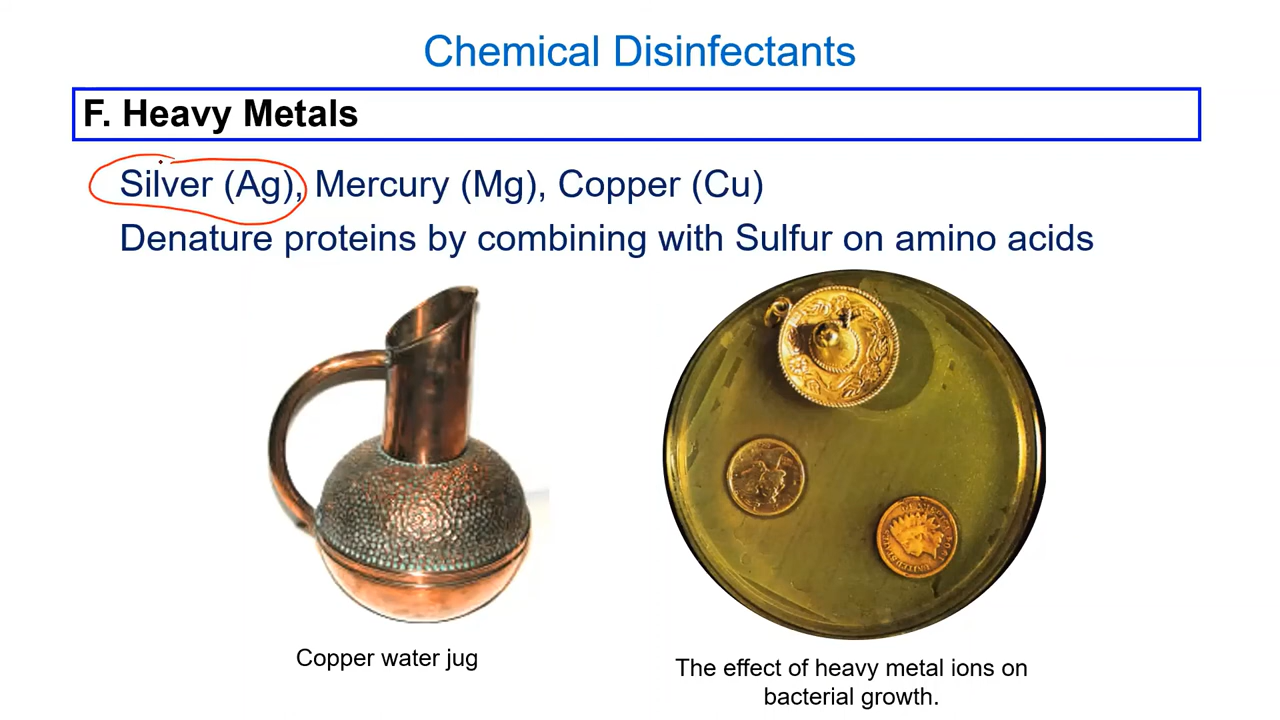 Chemical Disinfectants
F. Heavy Metals
Silver (Ag), Mercury (Mg), Copper (Cu)
Denature proteins by combining with Sulfur on amino acids
Copper water jug
The effect of heavy metal ions on
bacterial growth.